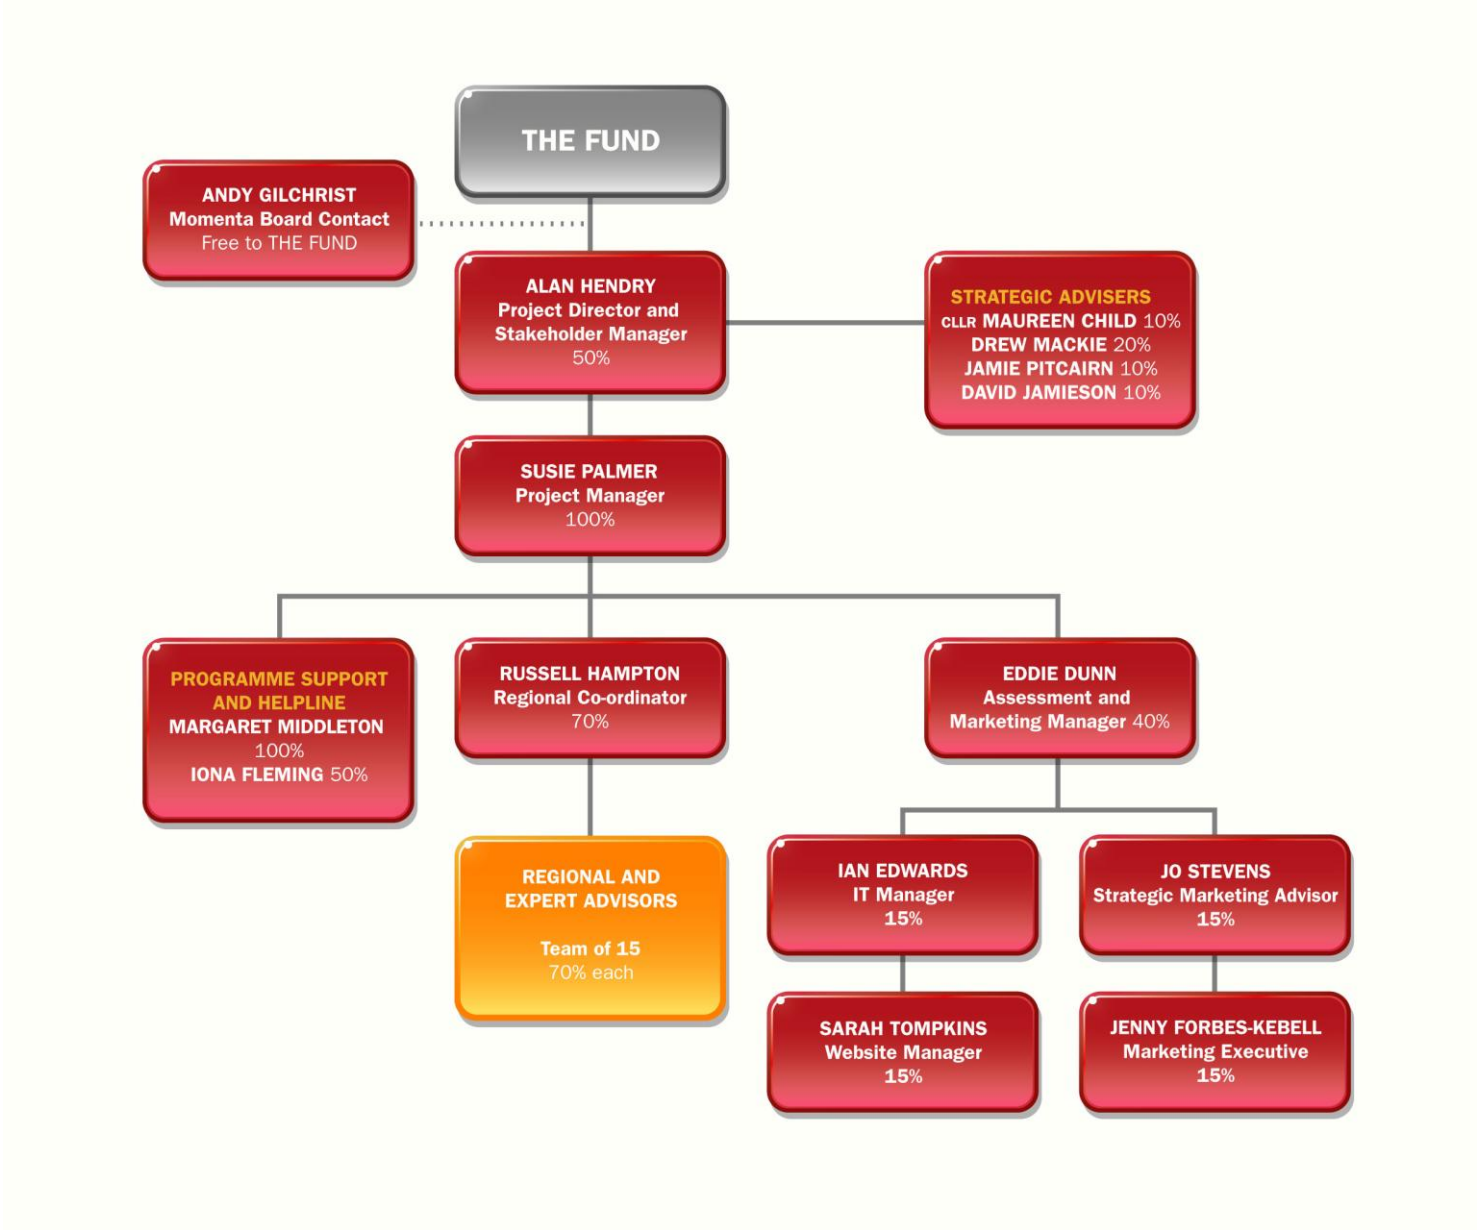 THE FUND
ANDY GILCHRIST
Momenta Board Contact
Free to THE FUND
ALAN HENDRY
Project Director and
Stakeholder Manager
50%
STRATEGIC ADVISERS
CLLR MAUREEN CHILD 10%
DREW MACKIE 20%
JAMIE PITCAIRN 10%
DAVID JAMIESON 10%
SUSIE PALMER
Project Manager
100%
PROGRAMME SUPPORT
AND HELPLINE
MARGARET MIDDLETON
100%
IONA FLEMING 50%
RUSSELL HAMPTON
Regional Co-ordinator
70%
EDDIE DUNN
Assessment and
Marketing Manager 40%
REGIONAL AND
EXPERT ADVISORS
Team of 15
70% each
IAN EDWARDS
IT Manager
15%
JO STEVENS
Strategic Marketing Advisor
15%
SARAH TOMPKINS
Website Manager
15%
JENNY FORBES-KEBELL
Marketing Executive
15%